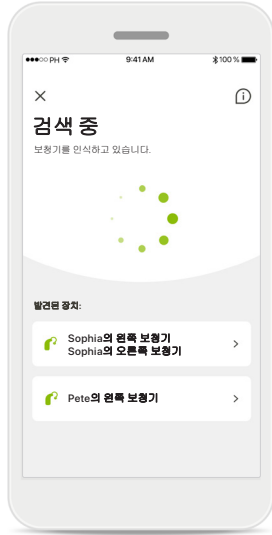 PH 9:41 AM 100 %
검색 중
보청기를 인식하고 있습니다.
발견된 장치:
Sophia의 왼쪽 보청기
Sophia의 오른쪽 보청기
Pete의 왼쪽 보청기